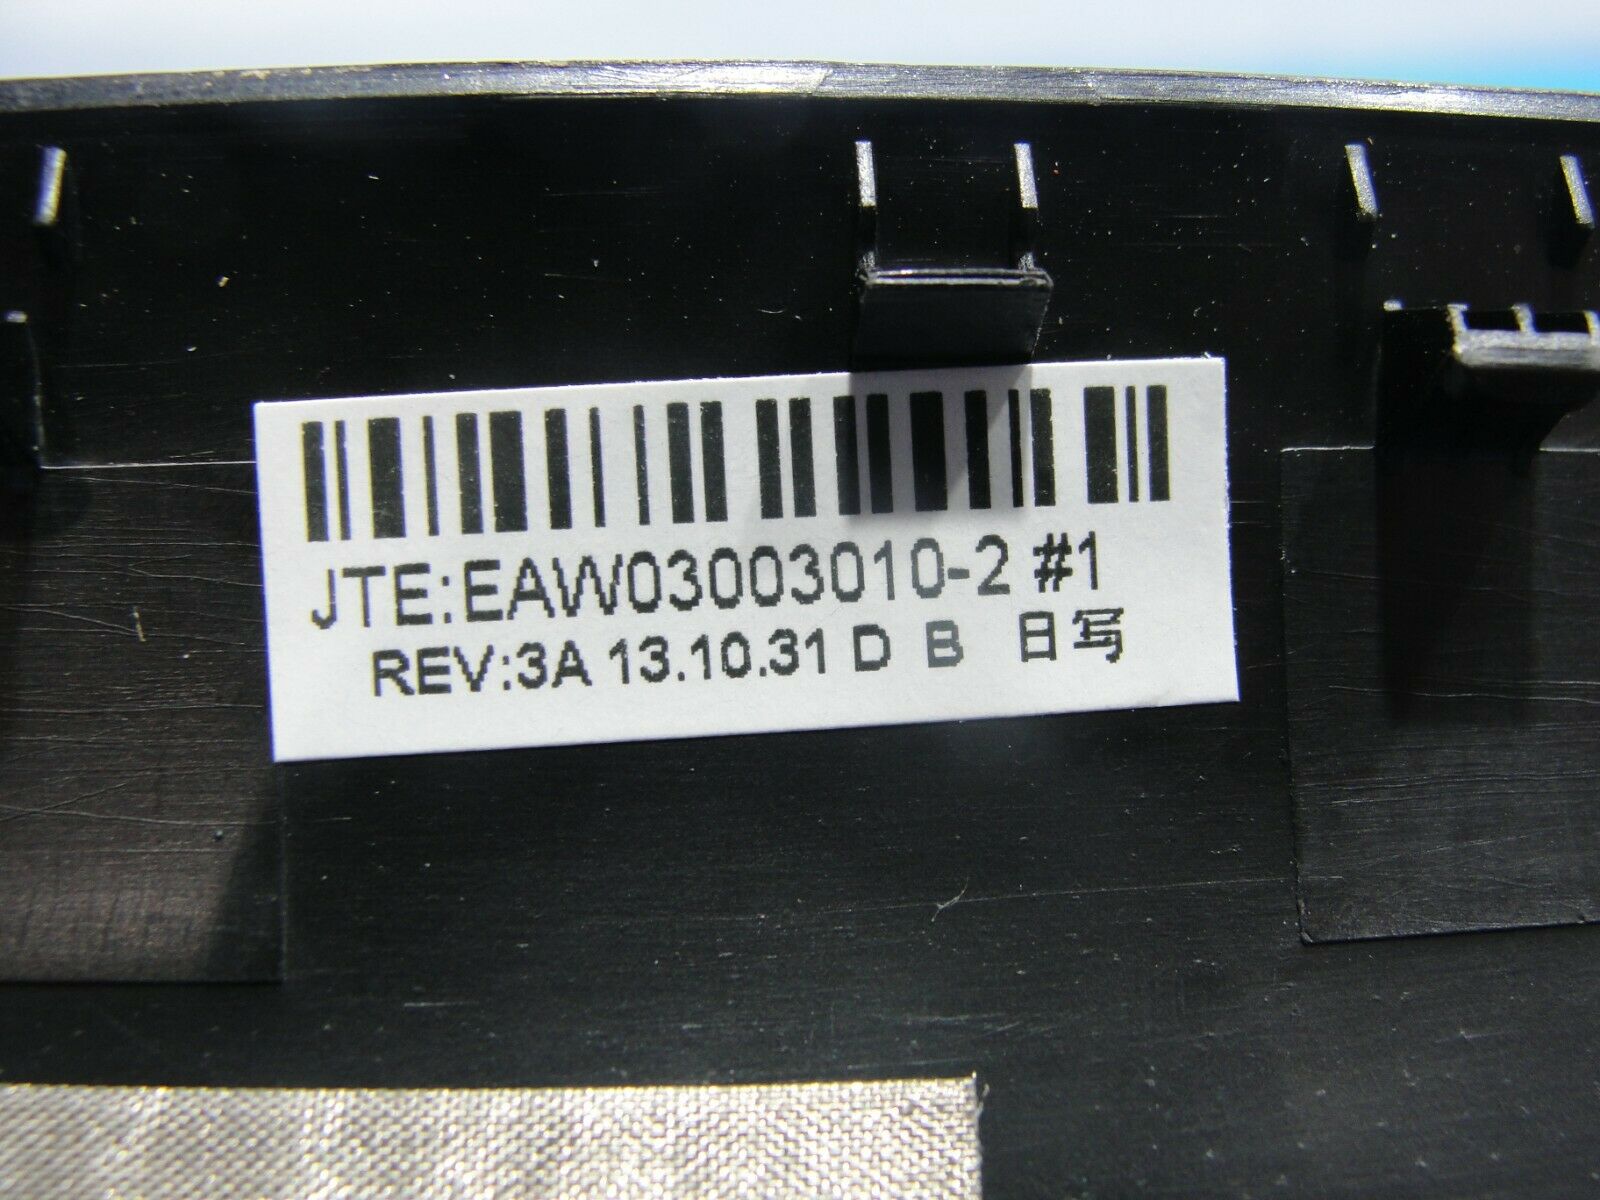 JTE:EAW03003010-2 #1
REV:3A 13.10.31 D B 日写